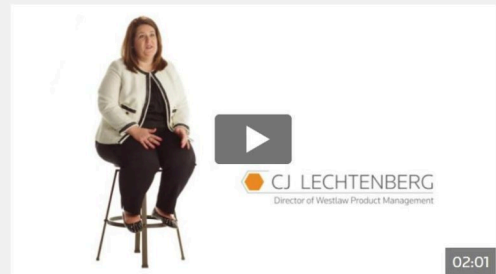 CJ LECHTENBERG
Director of Westlaw Product Management
02:01